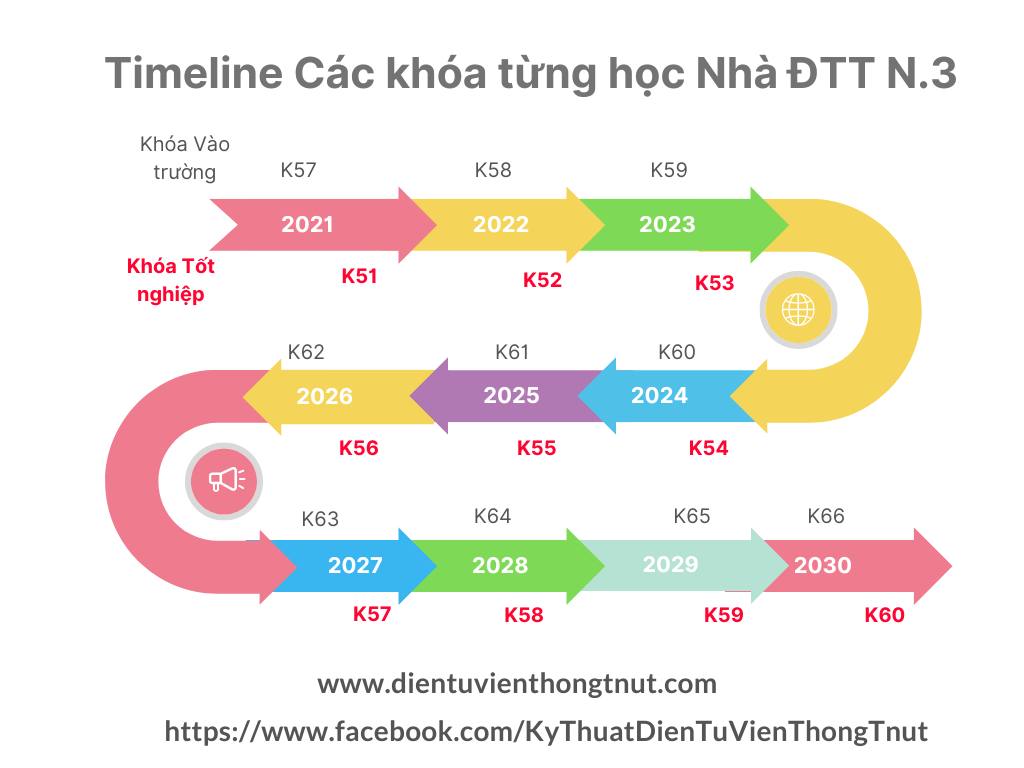 Timeline Các khóa từng học Nhà ĐTT N.3
Khóa Vào
trường
K57 K58 K59
2021 2022 2023
Khóa Tốt
nghiệp
K51 K52 K53
K62 K61 K60
2026 2025 2024
K56 K55 K54
K63 K64 K65 K66
2027 2028 2029 2030
K57 K58 K59 K60
www.dientuvienthongtnut.com
https://www.facebook.com/KyThuatDienTuVienThongTnut